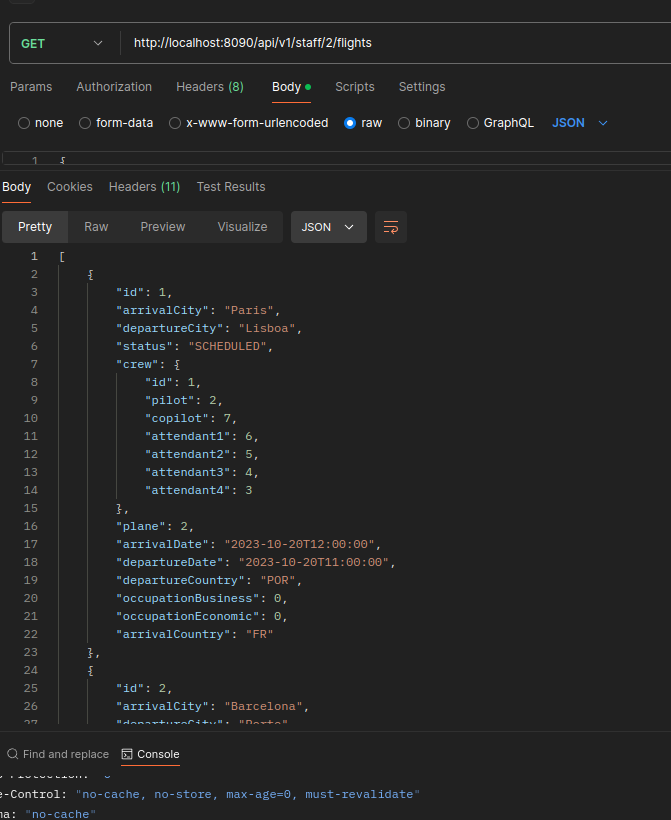 GET http://localhost:8090/api/v1/staff/2/flights
Params Authorization Headers (8) Body Scripts Settings
none form-data x-www-form-urlencoded raw binary GraphQL JSON
1 {
Body Cookies Headers (11) Test Results
Pretty Raw Preview Visualize JSON
1 [
2 {
3 "id": 1,
4 "arrivalCity": "Paris",
5 "departureCity": "Lisboa",
6 "status": "SCHEDULED",
7 "crew": {
8 "id": 1,
9 "pilot": 2,
10 "copilot": 7,
11 "attendant1": 6,
12 "attendant2": 5,
13 "attendant3": 4,
14 "attendant4": 3
15 },
16 "plane": 2,
17 "arrivalDate": "2023-10-20T12:00:00",
18 "departureDate": "2023-10-20T11:00:00",
19 "departureCountry": "POR",
20 "occupationBusiness": 0,
21 "occupationEconomic": 0,
22 "arrivalCountry": "FR"
23 },
24 {
25 "id": 2,
26 "arrivalCity": "Barcelona",
27 "departureCity": "Porto"
Find and replace Console
e-Control: "no-cache, no-store, max-age=0, must-revalidate"
ma: "no-cache"